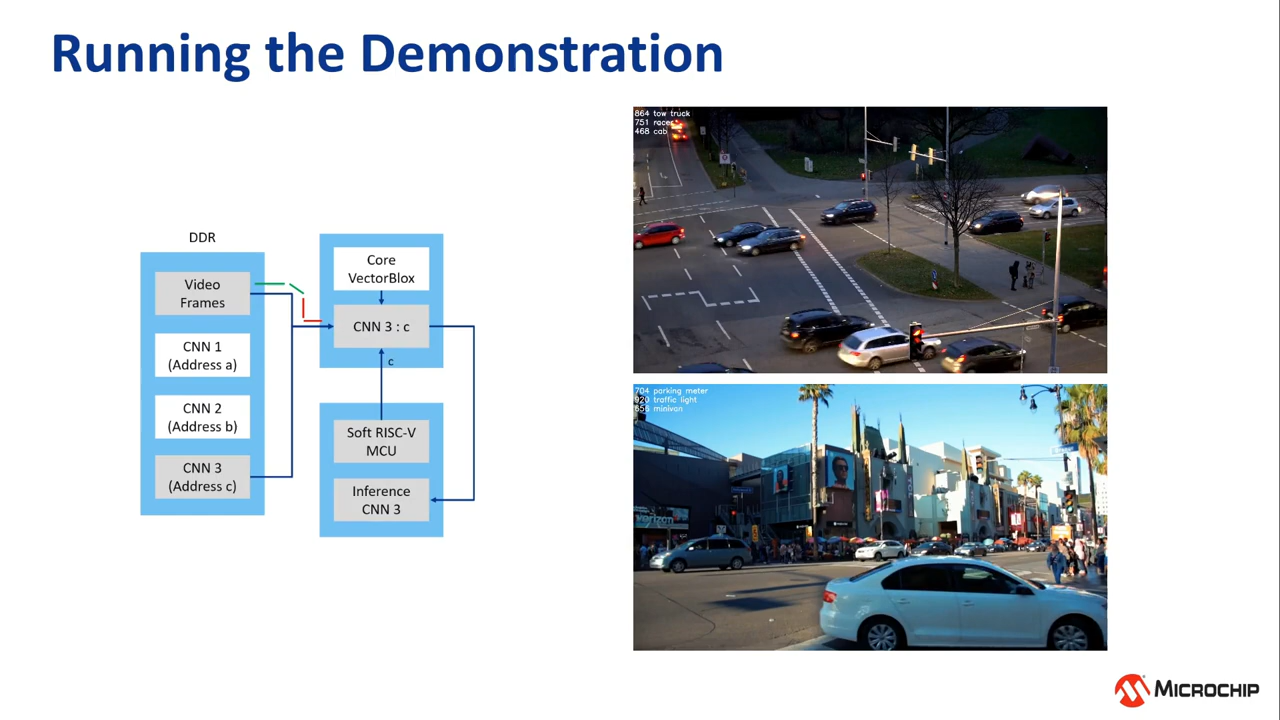 Running the Demonstration
DDR
Video
Frames
CNN 1
(Address a)
CNN 2
(Address b)
CNN 3
(Address c)
Core
VectorBlox
CNN 3 : c
c
Soft RISC-V
MCU
Inference
CNN 3
864 tow truck
751 racer
468 cab
704 parking meter
920 traffic light
656 minivan
verizon
MICROCHIP